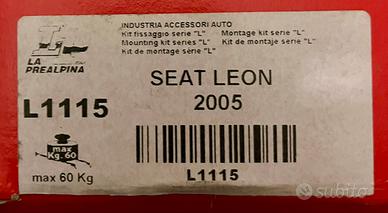 INDUSTRIA ACCESSORI AUTO
Kit fissaggio serie "L" Montage kit serie "L"
Mounting kit series "L" Kit de montaje serie "L"
Kit de montage série "L"
LA
PREALPINA
SEAT LEON
2005
L1115
max
Kg. 60
max 60 Kg
L1115
subito